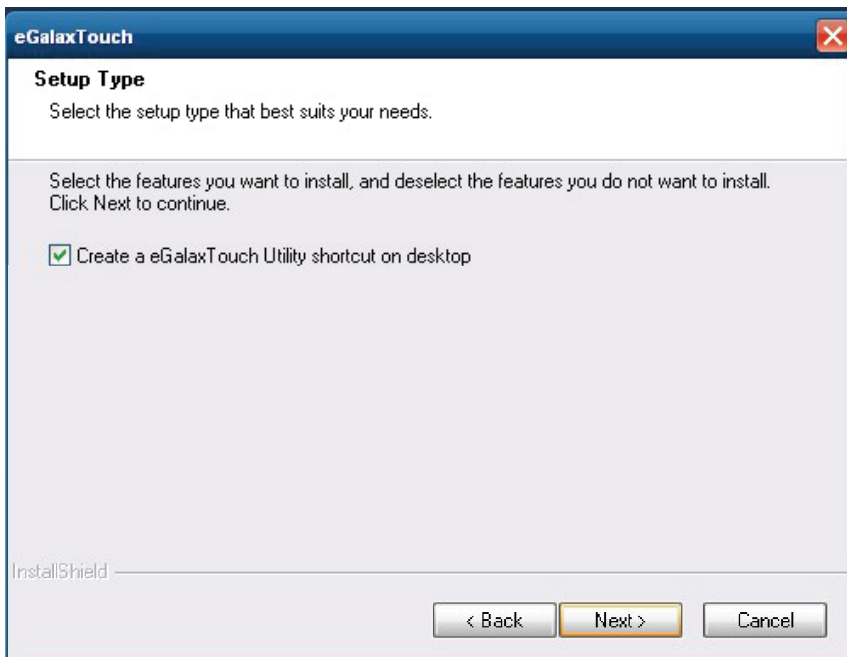 eGalaxTouch
Setup Type
Select the setup type that best suits your needs.
Select the features you want to install, and deselect the features you do not want to install.
Click Next to continue.
Create a eGalaxTouch Utility shortcut on desktop
InstallShield
< Back
Next >
Cancel